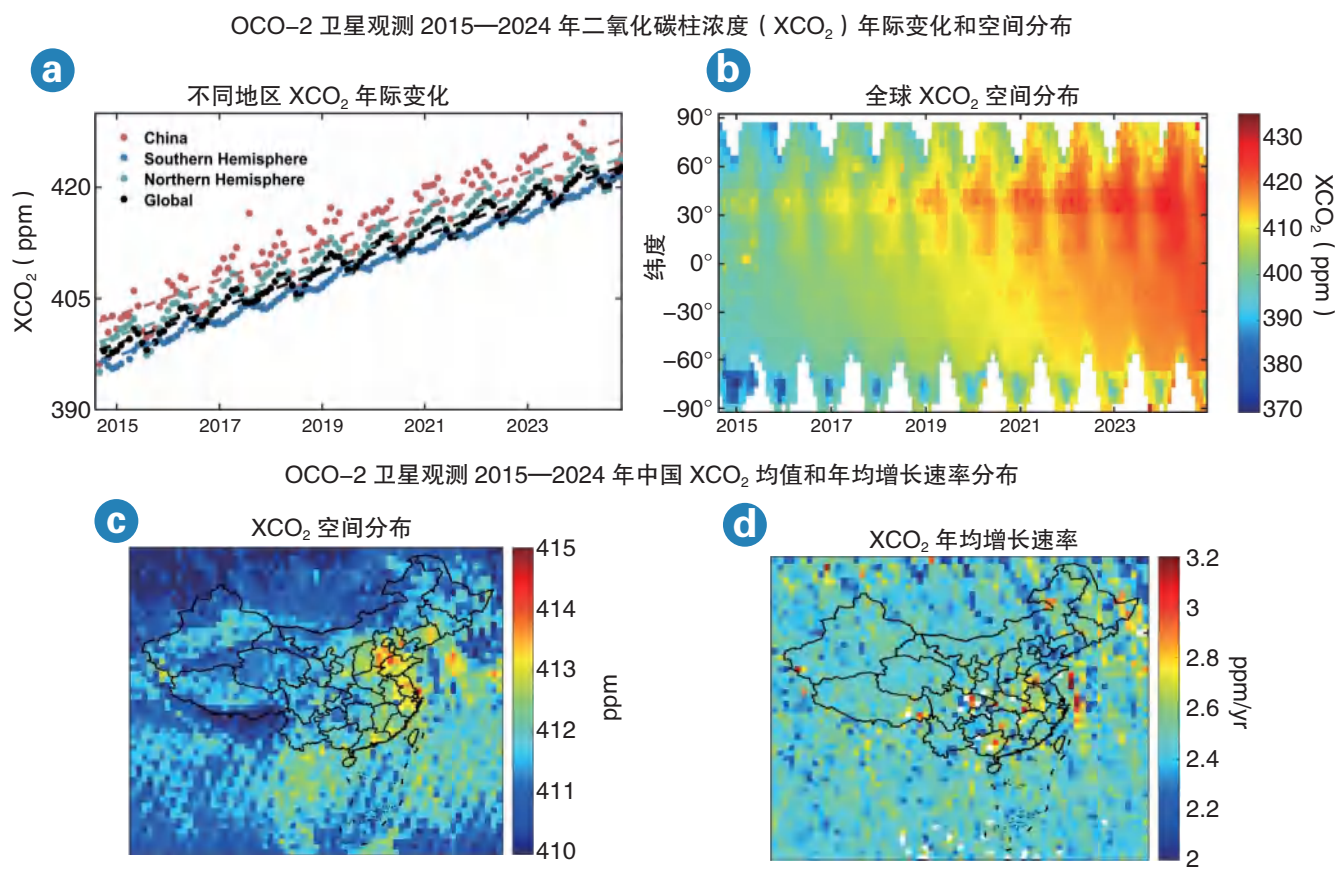 OCO–2 卫星观测 2015—2024 年二氧化碳柱浓度（XCO₂）年际变化和空间分布
a
b
不同地区 XCO₂ 年际变化
全球 XCO₂ 空间分布
China
Southern Hemisphere
Northern Hemisphere
Global
XCO₂（ppm）
420
405
390
2015 2017 2019 2021 2023
纬度
90°
60°
30°
0°
−30°
−60°
−90°
2015 2017 2019 2021 2023
430
420
410
400
390
380
370
XCO₂（ppm）
OCO–2 卫星观测 2015—2024 年中国 XCO₂ 均值和年均增长速率分布
c
d
XCO₂ 空间分布
XCO₂ 年均增长速率
415
414
413
412
411
410
ppm
3.2
3
2.8
2.6
2.4
2.2
2
ppm/yr